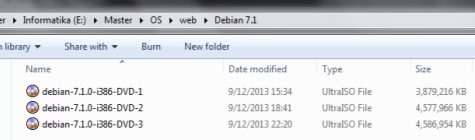 er ▸ Informatika (E:) ▸ Master ▸ OS ▸ web ▸ Debian 7.1
library ▼ Share with ▼ Burn New folder
Name Date modified Type Size
debian-7.1.0-i386-DVD-1 9/12/2013 15:34 UltraISO File 3,879,216 KB
debian-7.1.0-i386-DVD-2 9/12/2013 18:41 UltraISO File 4,577,966 KB
debian-7.1.0-i386-DVD-3 9/12/2013 22:20 UltraISO File 4,586,954 KB